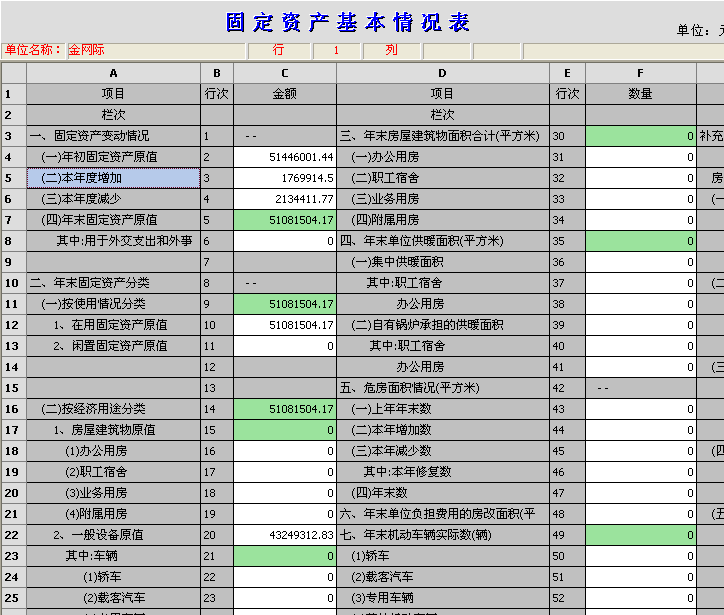 固定资产基本情况表
单位：元
单位名称： 金网际 行 1 列
A B C D E F
1 项目 行次 金额 项目 行次 数量
2 栏次 栏次
3 一、固定资产变动情况 1 -- 三、年末房屋建筑物面积合计(平方米) 30 0 补充
4 (一)年初固定资产原值 2 51446001.44 (一)办公用房 31 0
5 (二)本年度增加 3 1769914.5 (二)职工宿舍 32 0 房
6 (三)本年度减少 4 2134411.77 (三)业务用房 33 0 (一
7 (四)年末固定资产原值 5 51081504.17 (四)附属用房 34 0
8 其中:用于外交支出和外事 6 0 四、年末单位供暖面积(平方米) 35 0
9 7 (一)集中供暖面积 36 0
10 二、年末固定资产分类 8 -- 其中:职工宿舍 37 0 (二
11 (一)按使用情况分类 9 51081504.17 办公用房 38 0
12 1、在用固定资产原值 10 51081504.17 (二)自有锅炉承担的供暖面积 39 0
13 2、闲置固定资产原值 11 0 其中:职工宿舍 40 0
14 12 办公用房 41 0 (三
15 13 五、危房面积情况(平方米) 42 --
16 (二)按经济用途分类 14 51081504.17 (一)上年年末数 43 0
17 1、房屋建筑物原值 15 0 (二)本年增加数 44 0
18 (1)办公用房 16 0 (三)本年减少数 45 0 (四
19 (2)职工宿舍 17 0 其中:本年修复数 46 0
20 (3)业务用房 18 0 (四)年末数 47 0
21 (4)附属用房 19 0 六、年末单位负担费用的房改面积(平 48 0 (五
22 2、一般设备原值 20 43249312.83 七、年末机动车辆实际数(辆) 49 0
23 其中:车辆 21 0 (1)轿车 50 0
24 (1)轿车 22 0 (2)载客汽车 51 0
25 (2)载客汽车 23 0 (3)专用车辆 52 0